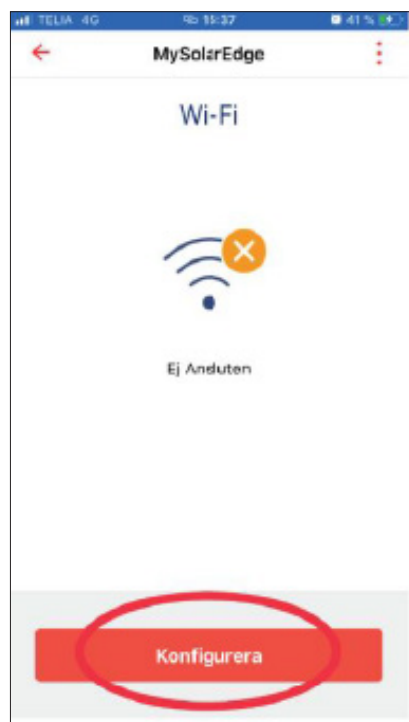 TELIA 4G 15:37 41 %
MySolarEdge
Wi-Fi
Ej Ansluten
Konfigurera